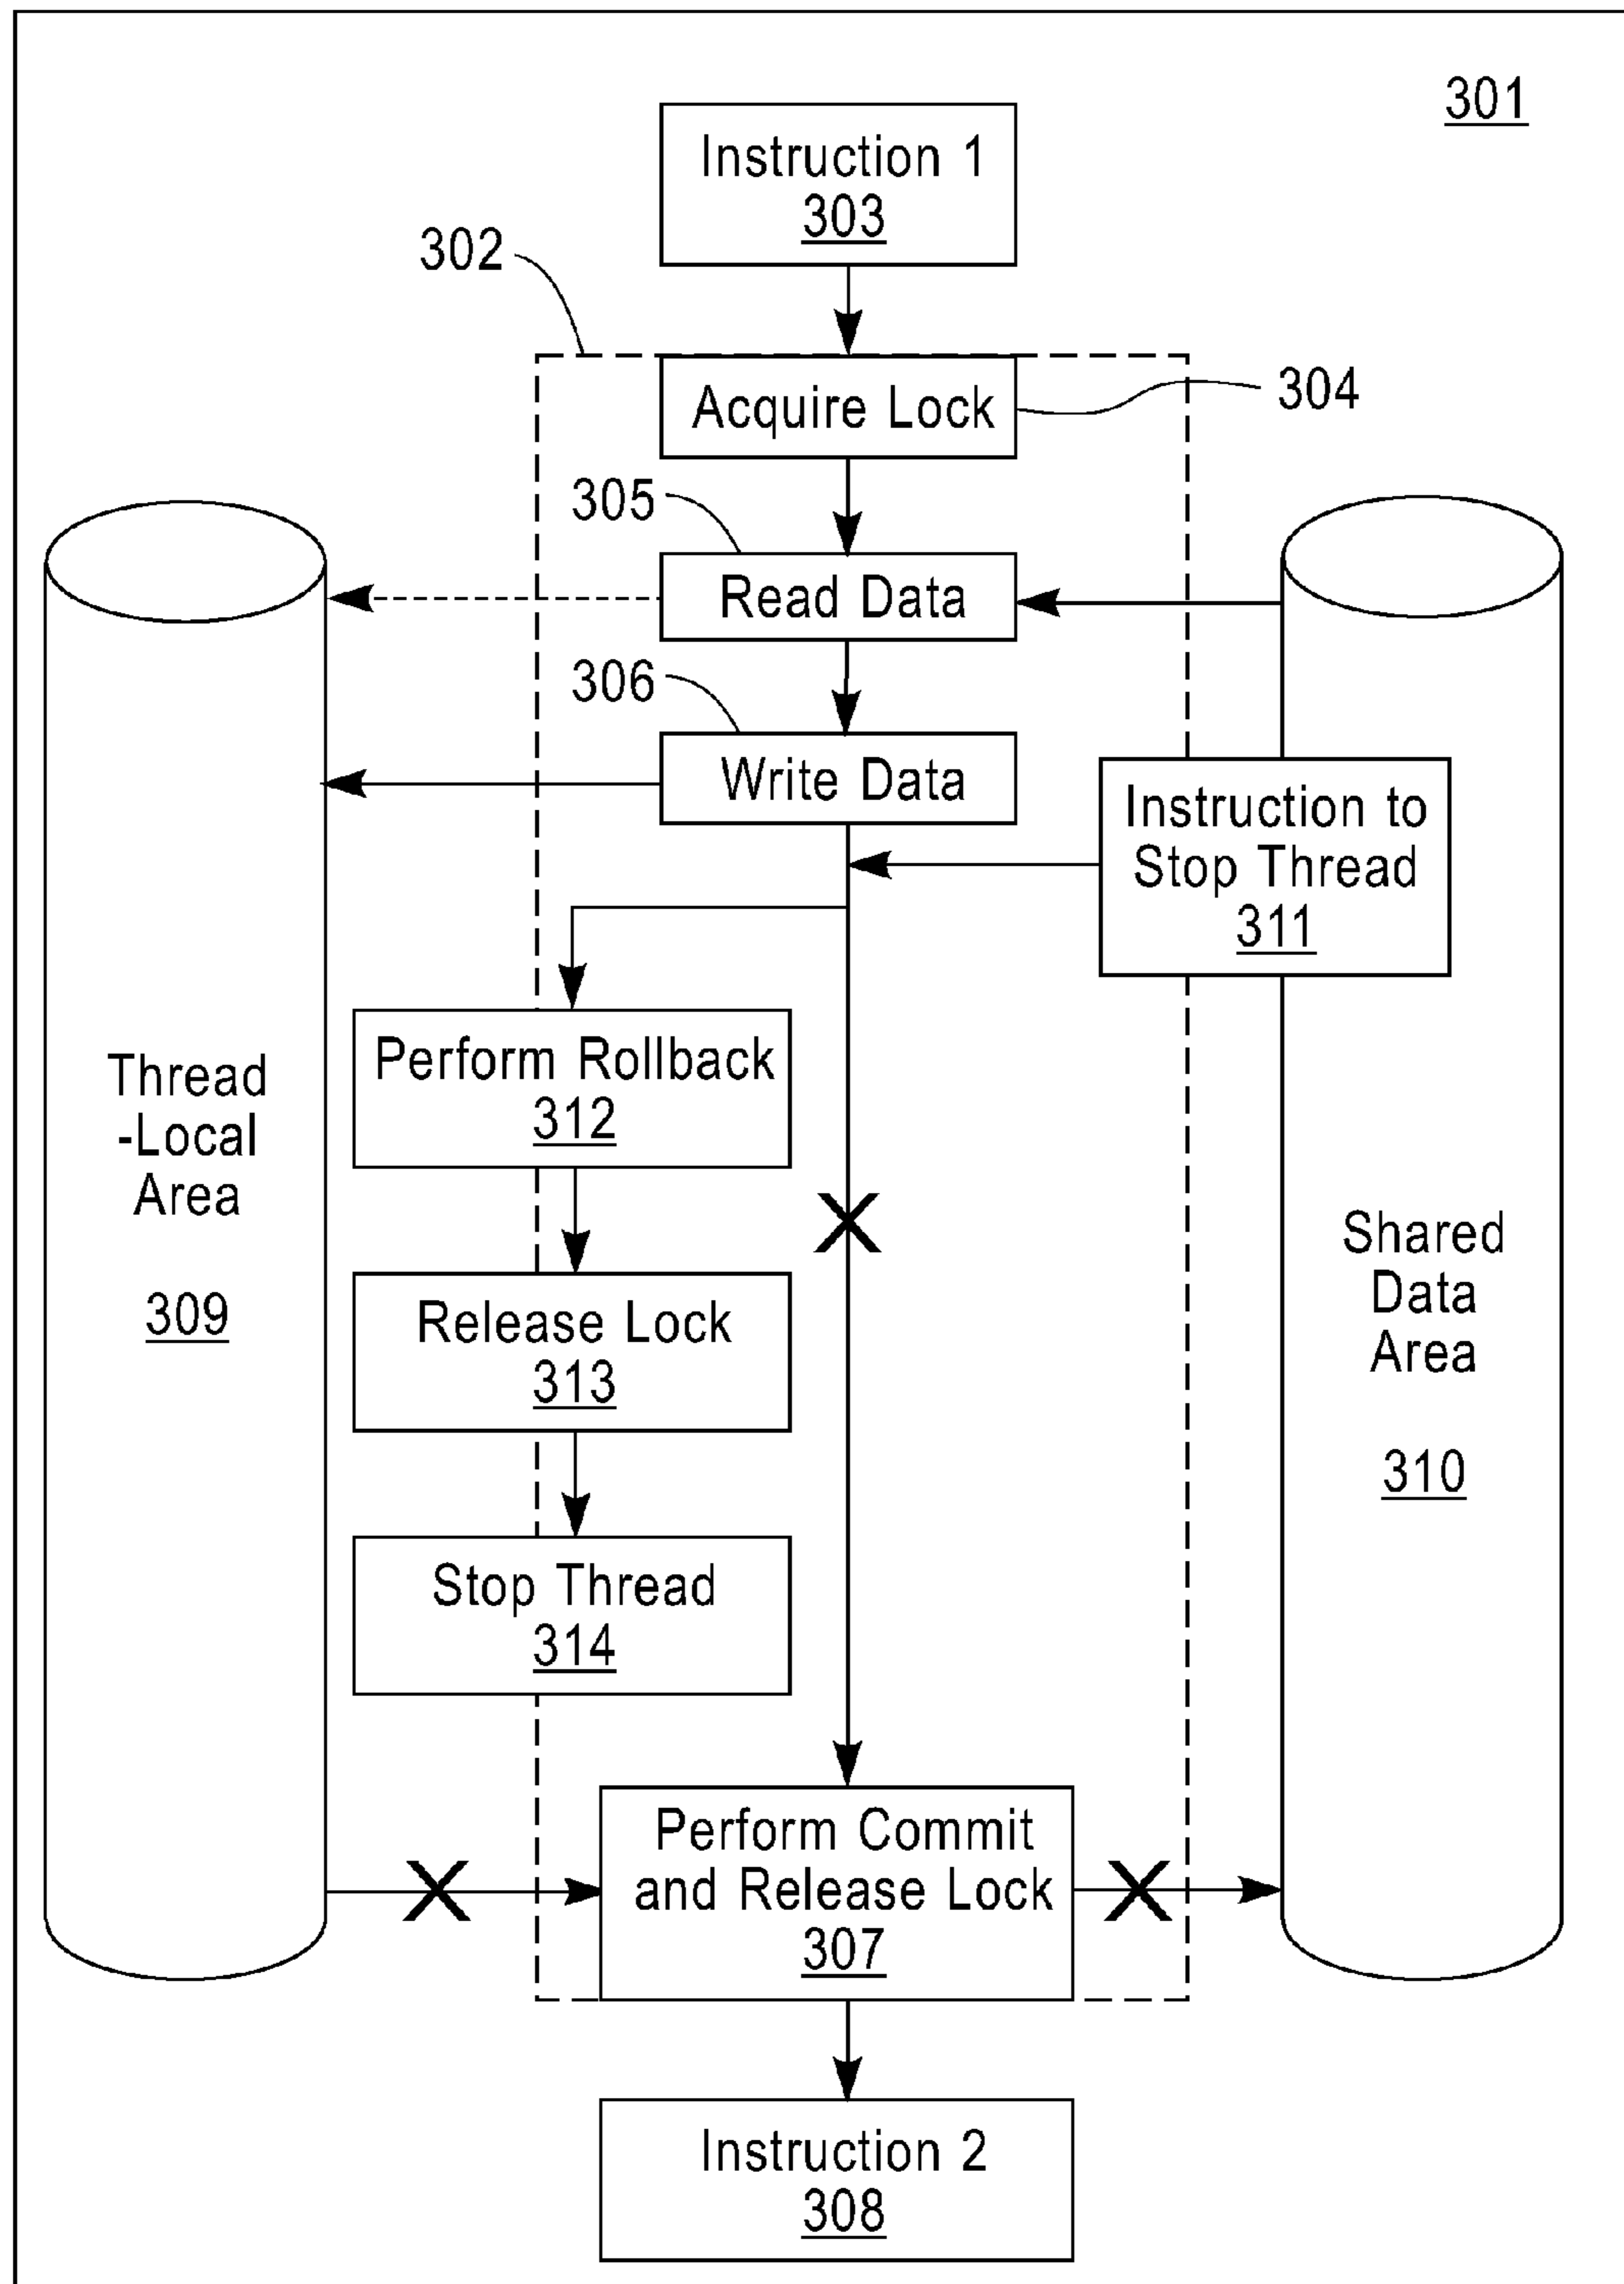 301
Instruction 1
303
302
Acquire Lock
304
305
Read Data
306
Write Data
Instruction to
Stop Thread
311
Perform Rollback
312
Thread
-Local
Area
309
Release Lock
313
Shared
Data
Area
310
Stop Thread
314
Perform Commit
and Release Lock
307
Instruction 2
308